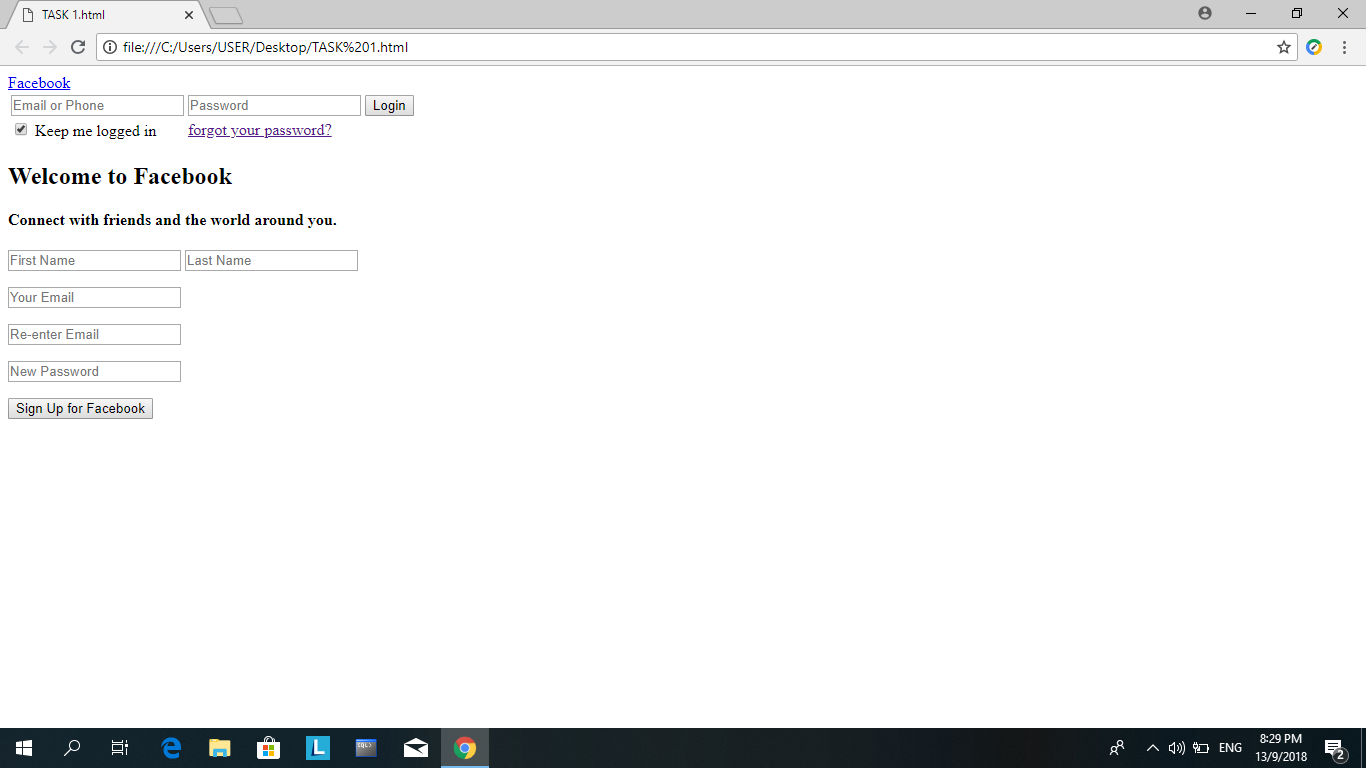 TASK 1.html
file:///C:/Users/USER/Desktop/TASK%201.html
Facebook
Email or Phone Password Login
Keep me logged in forgot your password?
Welcome to Facebook
Connect with friends and the world around you.
First Name Last Name
Your Email
Re-enter Email
New Password
Sign Up for Facebook
L SQL> ENG 8:29 PM
13/9/2018 2